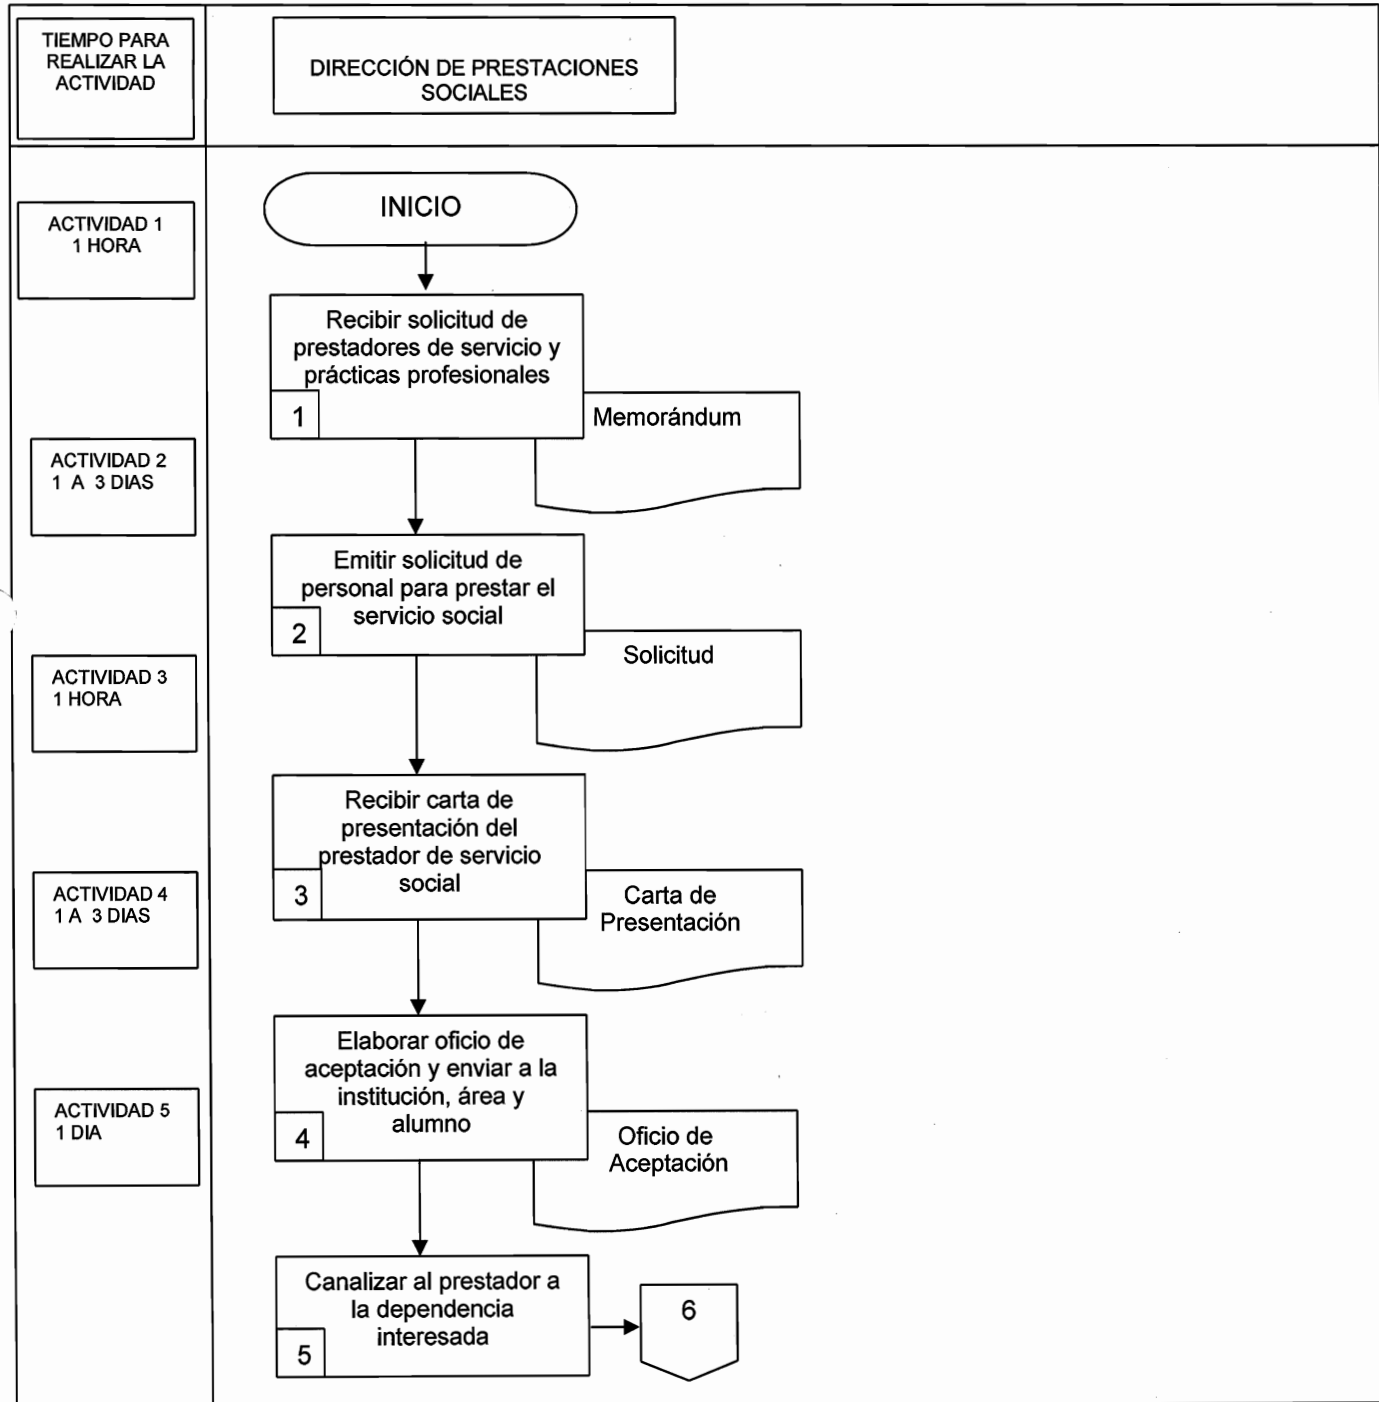 TIEMPO PARA
REALIZAR LA
ACTIVIDAD
DIRECCIÓN DE PRESTACIONES
SOCIALES
ACTIVIDAD 1
1 HORA
INICIO
Recibir solicitud de
prestadores de servicio y
prácticas profesionales
1
Memorándum
ACTIVIDAD 2
1 A 3 DIAS
Emitir solicitud de
personal para prestar el
servicio social
2
Solicitud
ACTIVIDAD 3
1 HORA
Recibir carta de
presentación del
prestador de servicio
social
3
Carta de
Presentación
ACTIVIDAD 4
1 A 3 DIAS
Elaborar oficio de
aceptación y enviar a la
institución, área y
alumno
4
Oficio de
Aceptación
ACTIVIDAD 5
1 DIA
Canalizar al prestador a
la dependencia
interesada
5
6